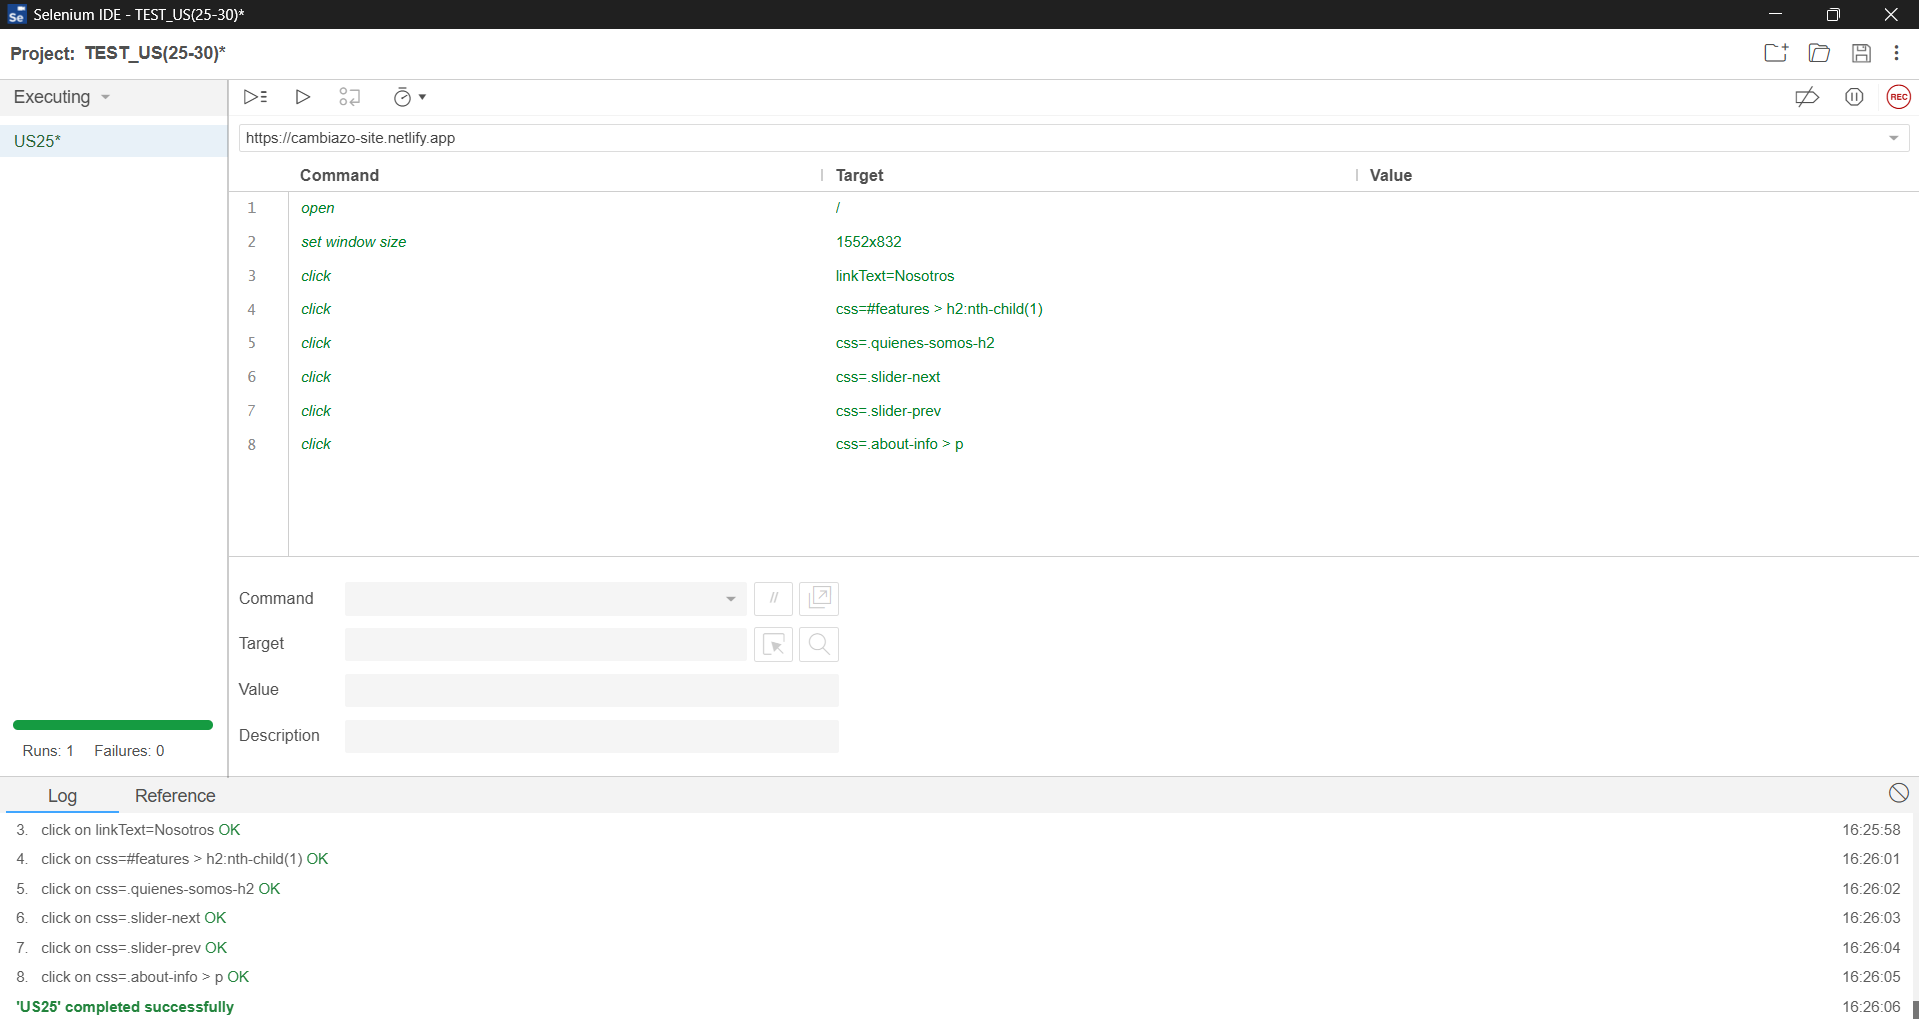 Se Selenium IDE - TEST_US(25-30)*
Project: TEST_US(25-30)*
Executing
REC
US25*
https://cambiazo-site.netlify.app
Command Target Value
1 open /
2 set window size 1552x832
3 click linkText=Nosotros
4 click css=#features > h2:nth-child(1)
5 click css=.quienes-somos-h2
6 click css=.slider-next
7 click css=.slider-prev
8 click css=.about-info > p
Command //
Target
Value
Description
Runs: 1 Failures: 0
Log Reference
3. click on linkText=Nosotros OK 16:25:58
4. click on css=#features > h2:nth-child(1) OK 16:26:01
5. click on css=.quienes-somos-h2 OK 16:26:02
6. click on css=.slider-next OK 16:26:03
7. click on css=.slider-prev OK 16:26:04
8. click on css=.about-info > p OK 16:26:05
'US25' completed successfully 16:26:06